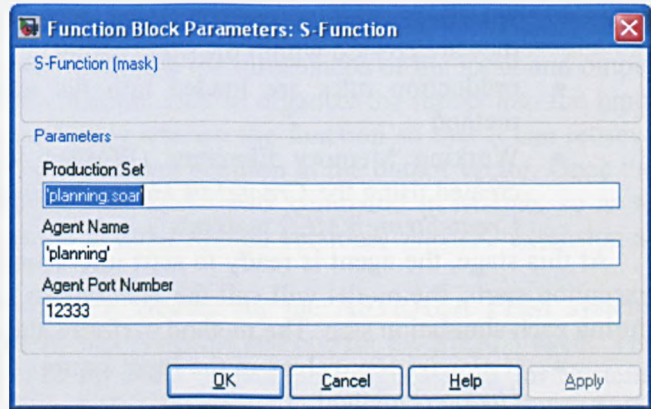 Function Block Parameters: S-Function
S-Function (mask)
Parameters
Production Set
'planning.soar'
Agent Name
'planning'
Agent Port Number
12333
OK Cancel Help Apply